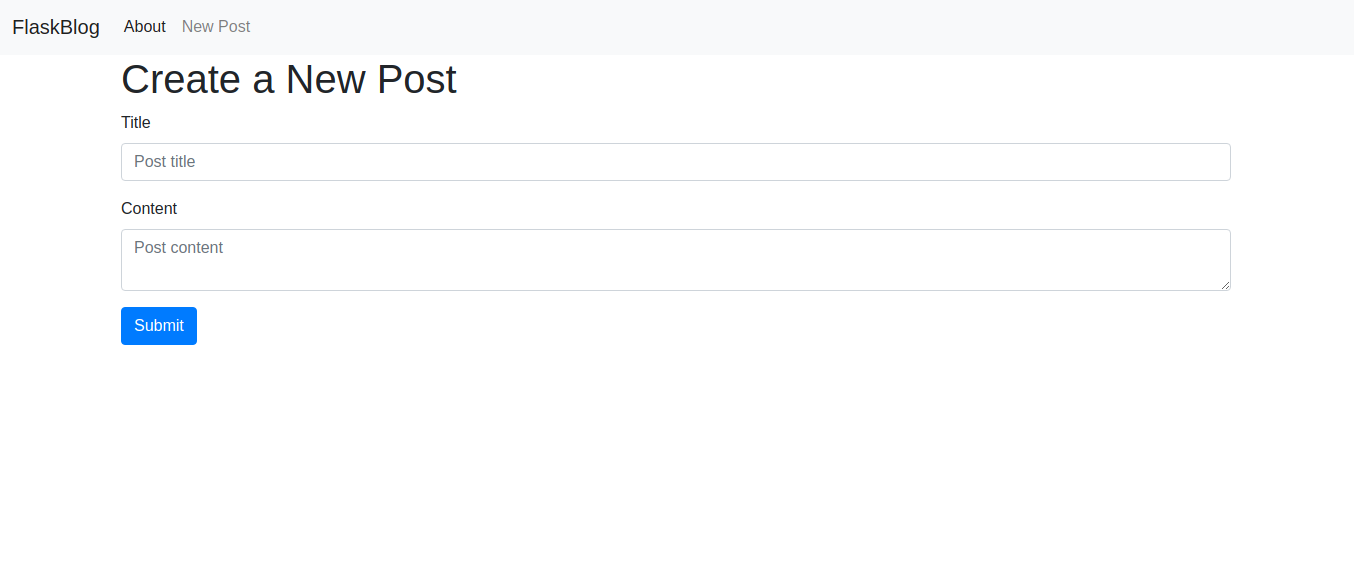 FlaskBlog About New Post
Create a New Post
Title
Post title
Content
Post content
Submit